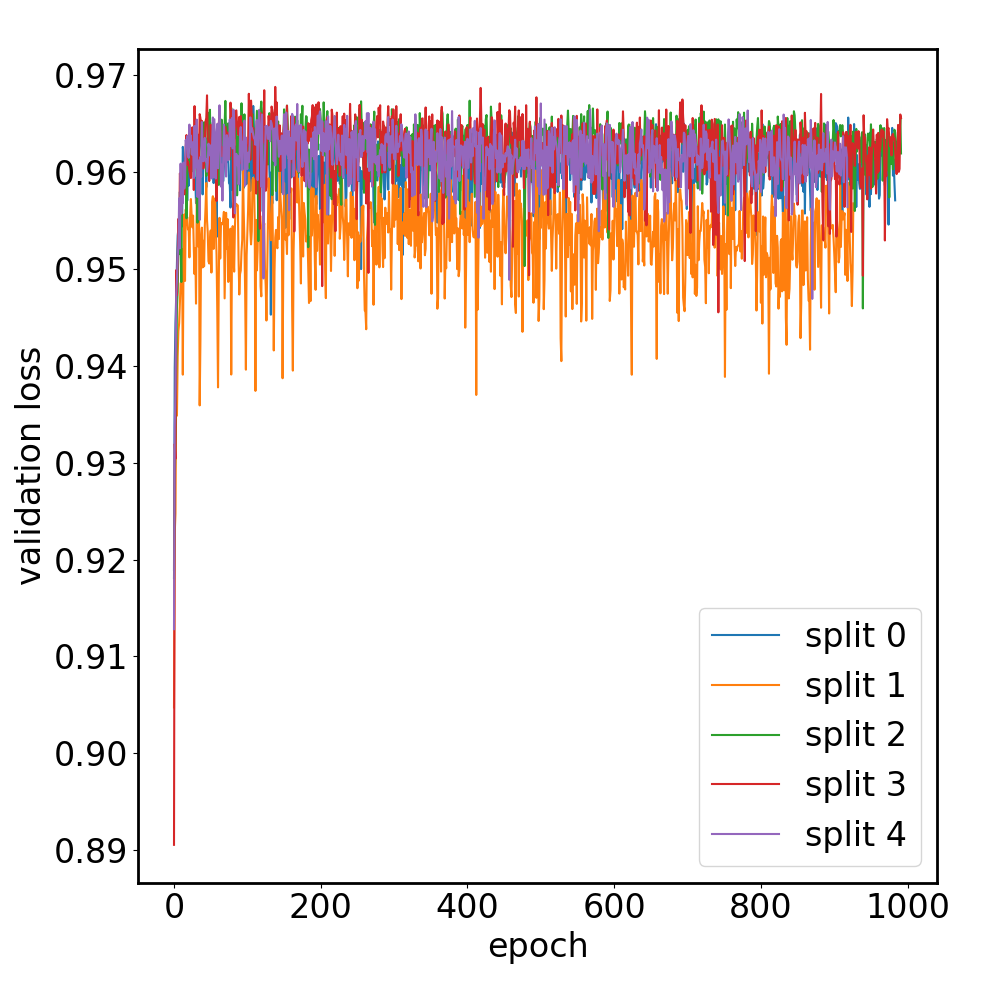 0.97
0.96
0.95
0.94
0.93
0.92
0.91
0.90
0.89
validation loss
split 0
split 1
split 2
split 3
split 4
0 200 400 600 800 1000
epoch